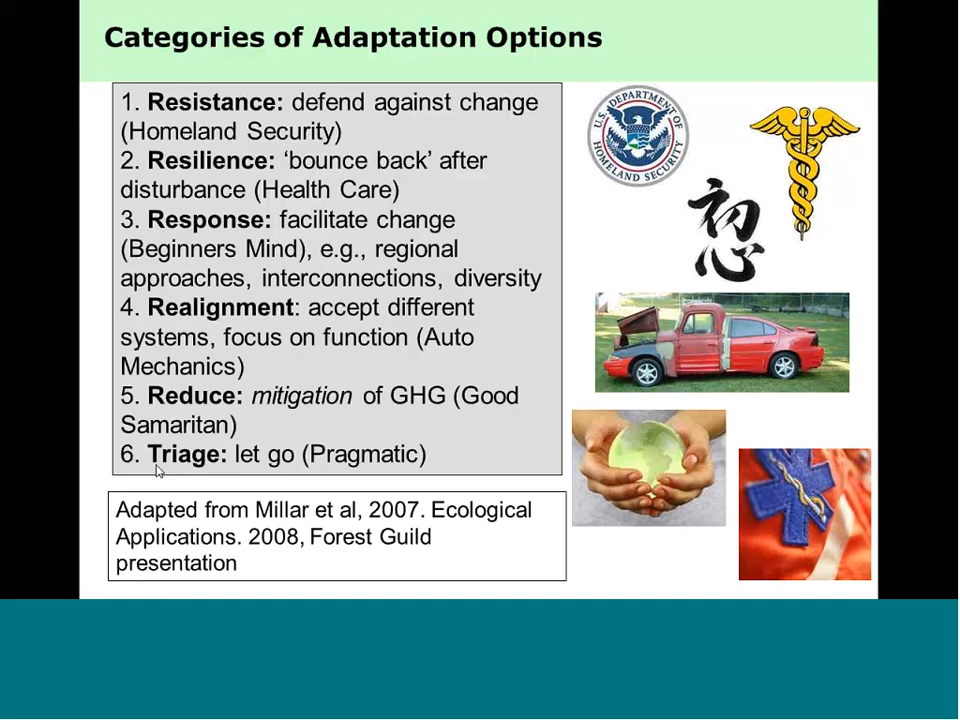 Categories of Adaptation Options
1. Resistance: defend against change
(Homeland Security)
2. Resilience: ‘bounce back’ after
disturbance (Health Care)
3. Response: facilitate change
(Beginners Mind), e.g., regional
approaches, interconnections, diversity
4. Realignment: accept different
systems, focus on function (Auto
Mechanics)
5. Reduce: mitigation of GHG (Good
Samaritan)
6. Triage: let go (Pragmatic)
Adapted from Millar et al, 2007. Ecological
Applications. 2008, Forest Guild
presentation
U.S. DEPARTMENT OF
HOMELAND SECURITY
初
心